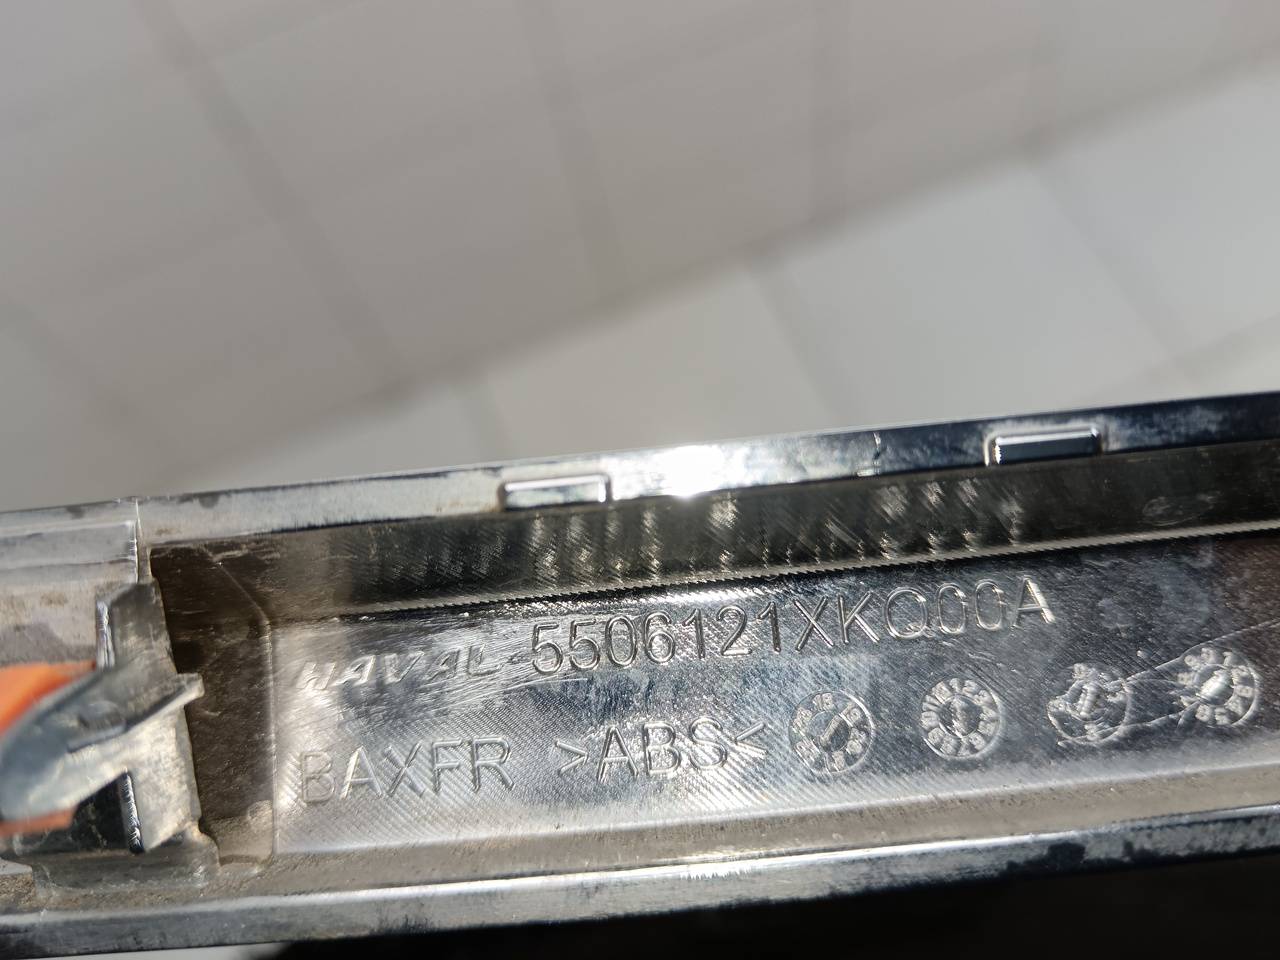 HAVAL 5506121XKQ00A
BAXFR >ABS<